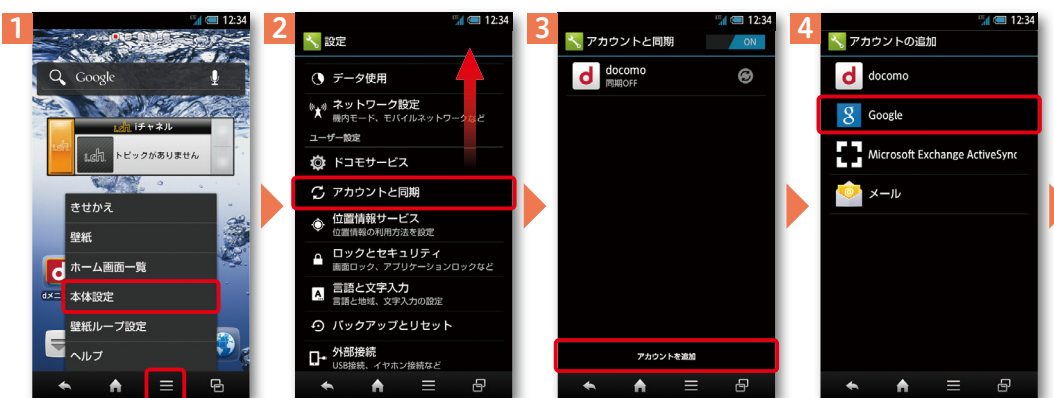 1
12:34
Google
iチャネル
トピックがありません
きせかえ
壁紙
ホーム画面一覧
本体設定
dメニ
壁紙ループ設定
ヘルプ
2
12:34
設定
データ使用
ネットワーク設定
機内モード、モバイルネットワークなど
ユーザー設定
ドコモサービス
アカウントと同期
位置情報サービス
位置情報の利用方法を設定
ロックとセキュリティ
画面ロック、アプリケーションロックなど
言語と文字入力
言語と地域、文字入力の設定
バックアップとリセット
外部接続
USB接続、イヤホン接続など
3
12:34
アカウントと同期
ON
docomo
同期OFF
アカウントを追加
4
12:34
アカウントの追加
docomo
Google
Microsoft Exchange ActiveSync
メール